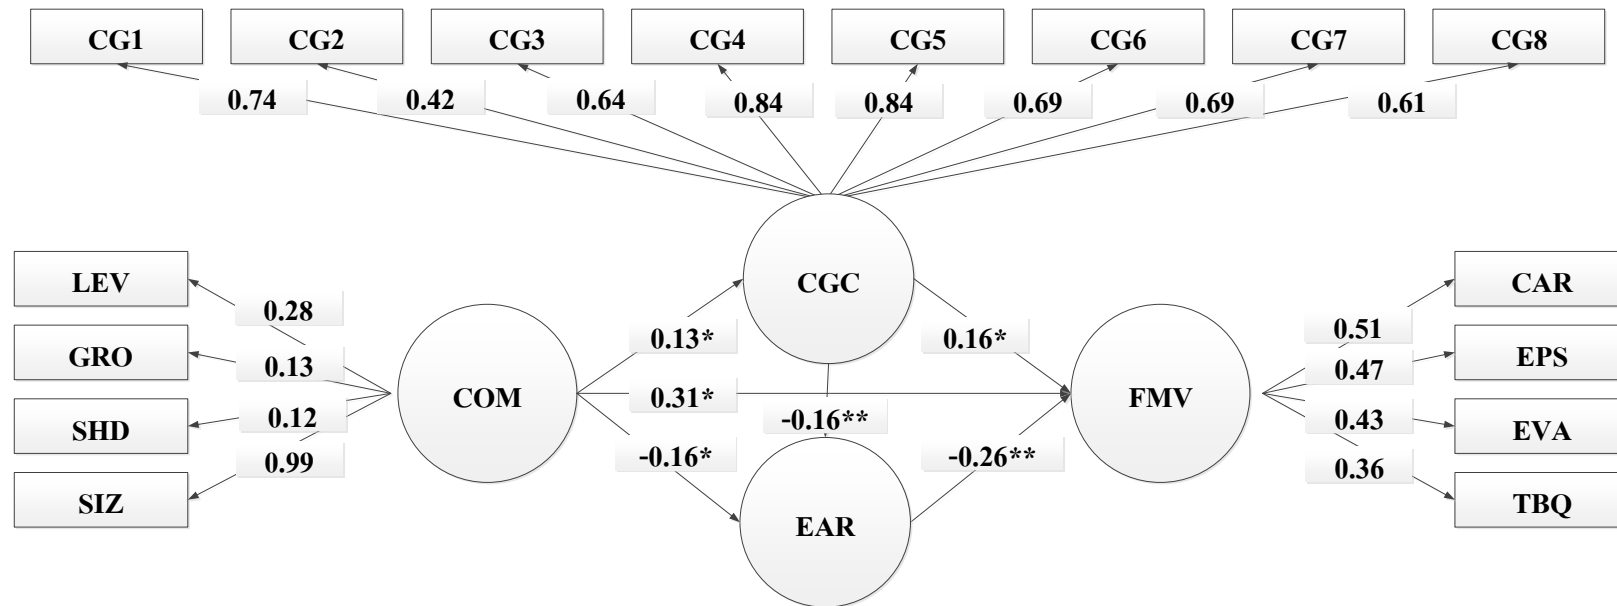 CG1 CG2 CG3 CG4 CG5 CG6 CG7 CG8
0.74 0.42 0.64 0.84 0.84 0.69 0.69 0.61
LEV
GRO
SHD
SIZ
0.28
0.13
0.12
0.99
COM
0.13*
0.31*
-0.16*
CGC
-0.16**
EAR
0.16*
-0.26**
FMV
0.51
0.47
0.43
0.36
CAR
EPS
EVA
TBQ